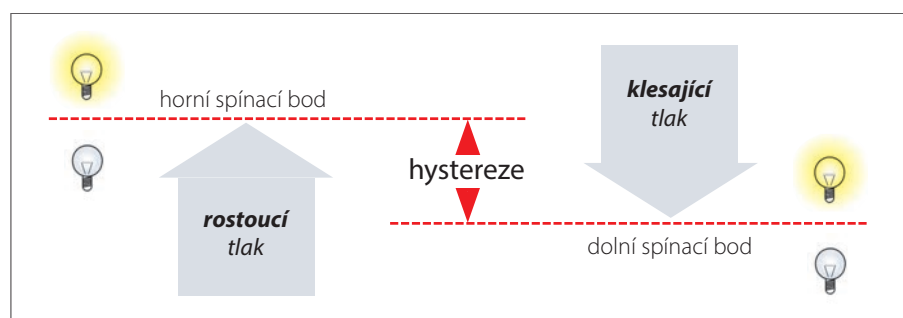 horní spínací bod
rostoucí
tlak
hystereze
klesající
tlak
dolní spínací bod